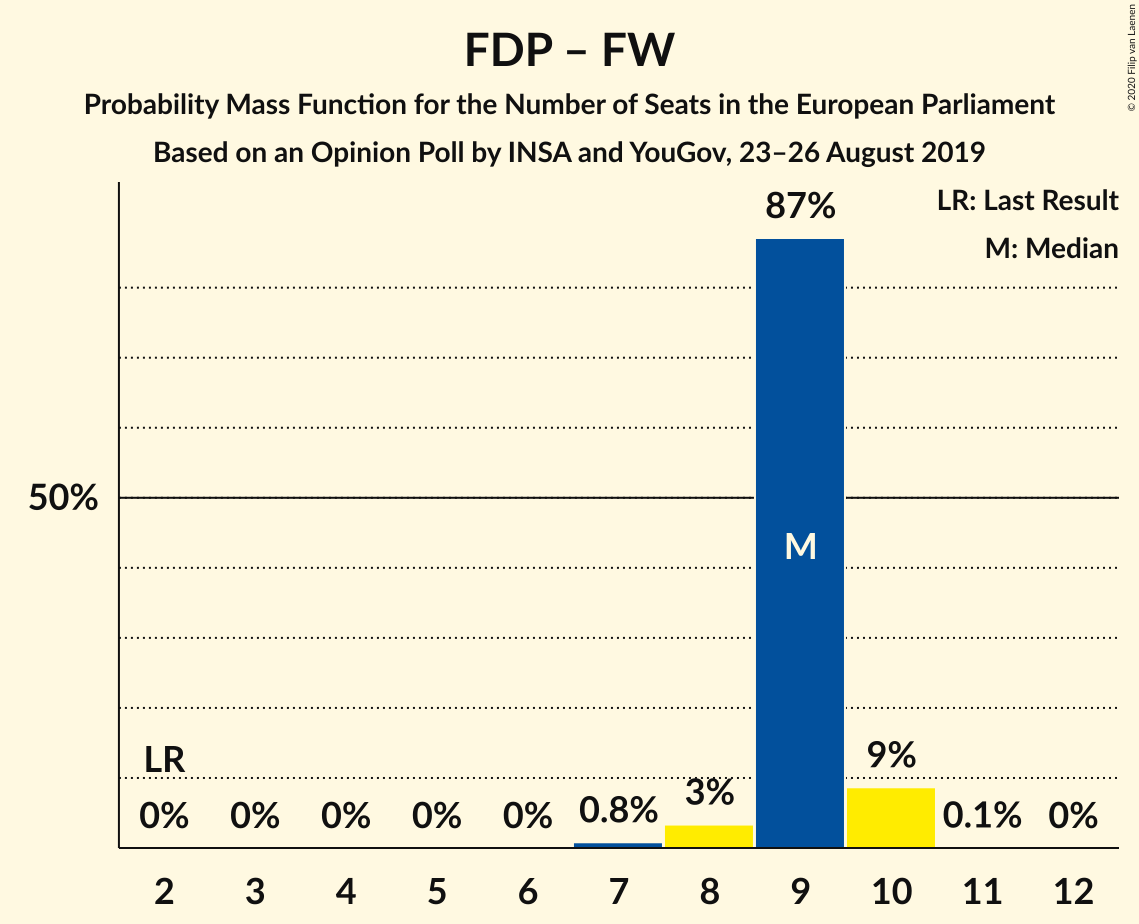 FDP – FW
Probability Mass Function for the Number of Seats in the European Parliament
Based on an Opinion Poll by INSA and YouGov, 23–26 August 2019
© 2020 Filip van Laenen
LR: Last Result
M: Median
87%
50%
M
LR
0% 0% 0% 0% 0% 0.8% 3% 9% 0.1% 0%
2 3 4 5 6 7 8 9 10 11 12